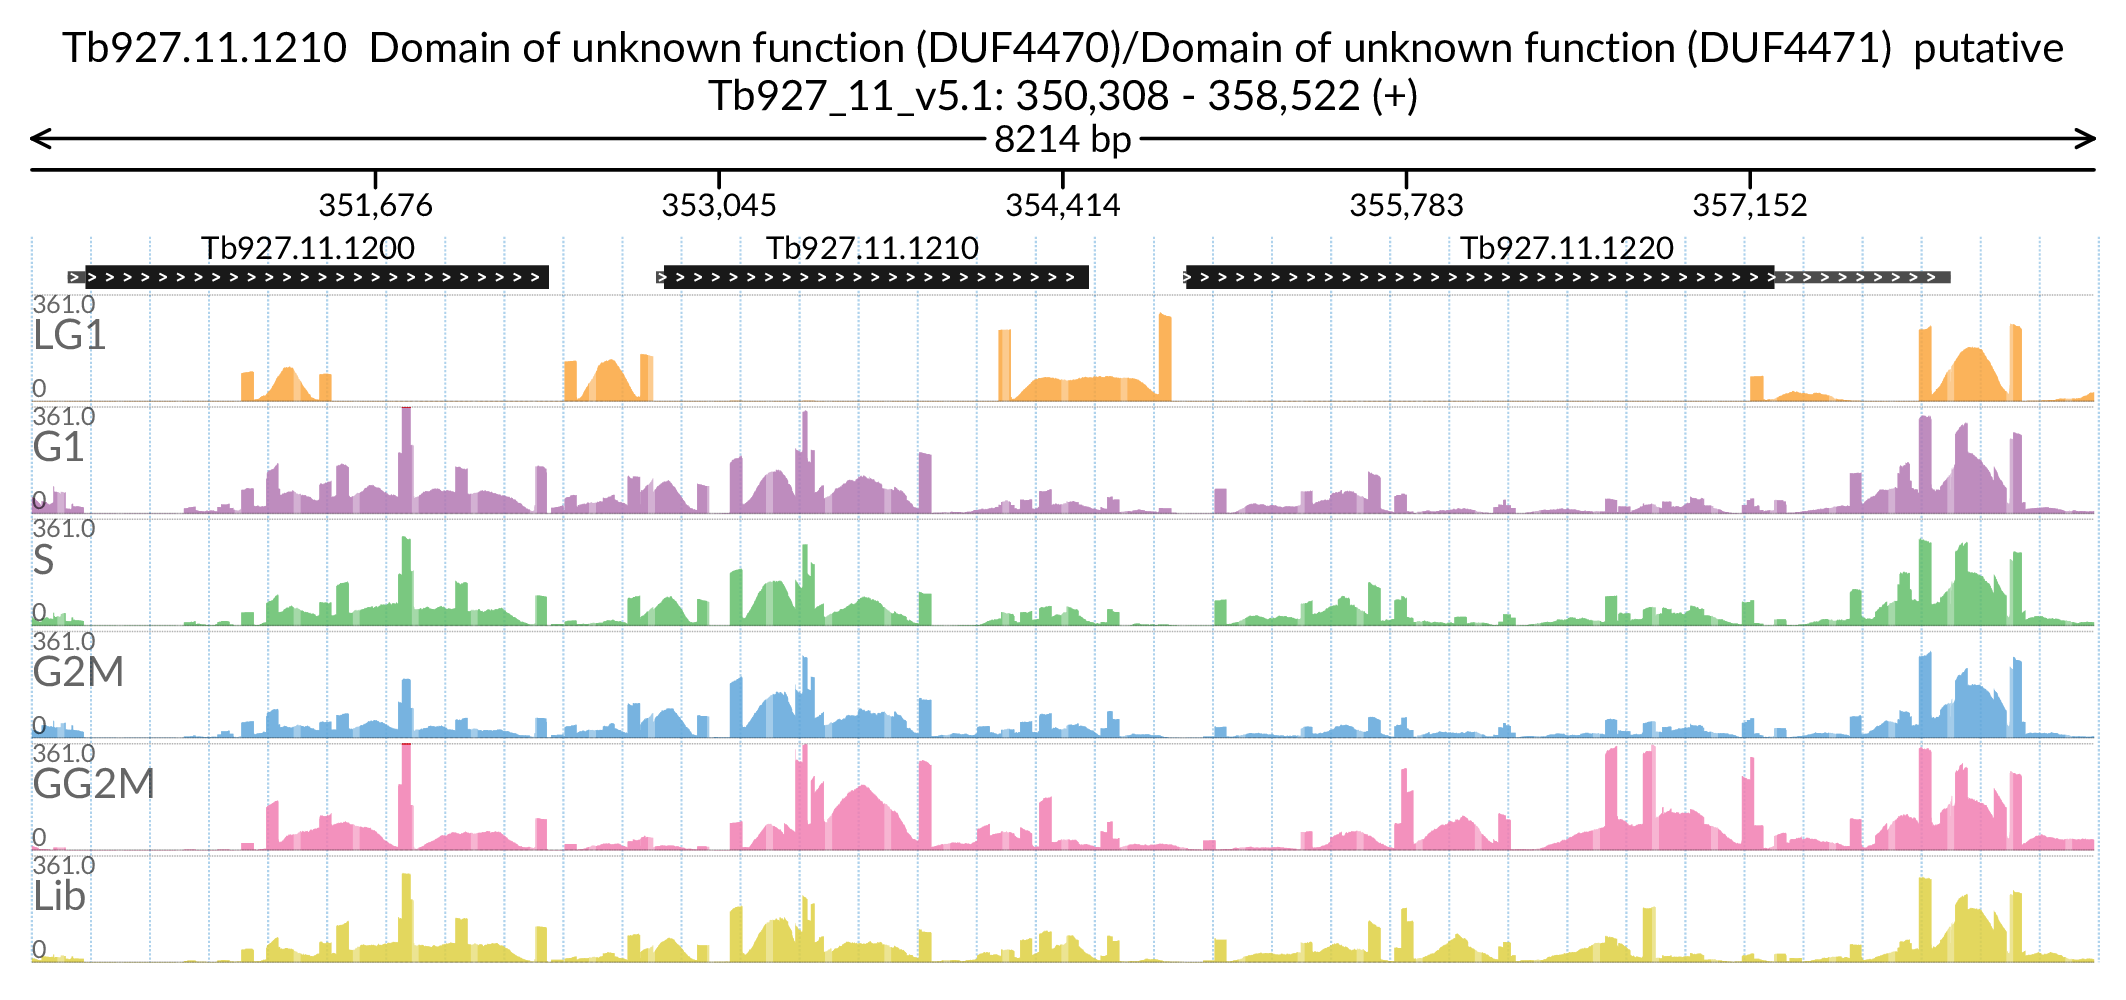 Tb927.11.1210 Domain of unknown function (DUF4470)/Domain of unknown function (DUF4471) putative
Tb927_11_v5.1: 350,308 - 358,522 (+)
8214 bp
351,676 353,045 354,414 355,783 357,152
Tb927.11.1200 Tb927.11.1210 Tb927.11.1220
361.0
LG1
0
361.0
G1
0
361.0
S
0
361.0
G2M
0
361.0
GG2M
0
361.0
Lib
0